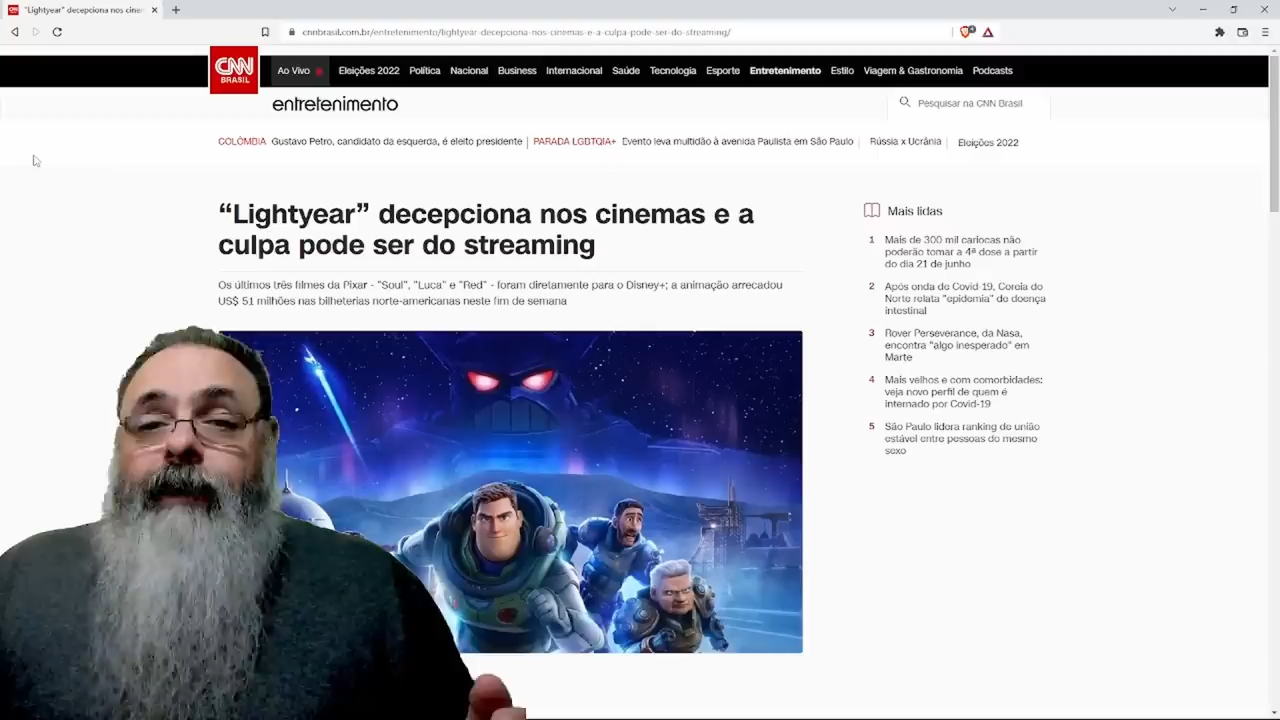 "Lightyear" decepciona nos cinem
cnnbrasil.com.br/entretenimento/lightyear-decepciona-nos-cinemas-e-a-culpa-pode-ser-do-streaming/
CNN BRASIL
Ao Vivo Eleições 2022 Política Nacional Business Internacional Saúde Tecnologia Esporte Entretenimento Estilo Viagem & Gastronomia Podcasts
entretenimento
Pesquisar na CNN Brasil
COLÔMBIA Gustavo Petro, candidato da esquerda, é eleito presidente | PARADA LGBTQIA+ Evento leva multidão à avenida Paulista em São Paulo | Rússia x Ucrânia | Eleições 2022
“Lightyear” decepciona nos cinemas e a
culpa pode ser do streaming
Os últimos três filmes da Pixar - "Soul", "Luca" e "Red" - foram diretamente para o Disney+; a animação arrecadou
US$ 51 milhões nas bilheterias norte-americanas neste fim de semana
Mais lidas
1 Mais de 300 mil cariocas não
poderão tomar a 4ª dose a partir
do dia 21 de junho
2 Após onda de Covid-19, Coreia do
Norte relata "epidemia" de doença
intestinal
3 Rover Perseverance, da Nasa,
encontra "algo inesperado" em
Marte
4 Mais velhos e com comorbidades:
veja novo perfil de quem é
internado por Covid-19
5 São Paulo lidera ranking de união
estável entre pessoas do mesmo
sexo